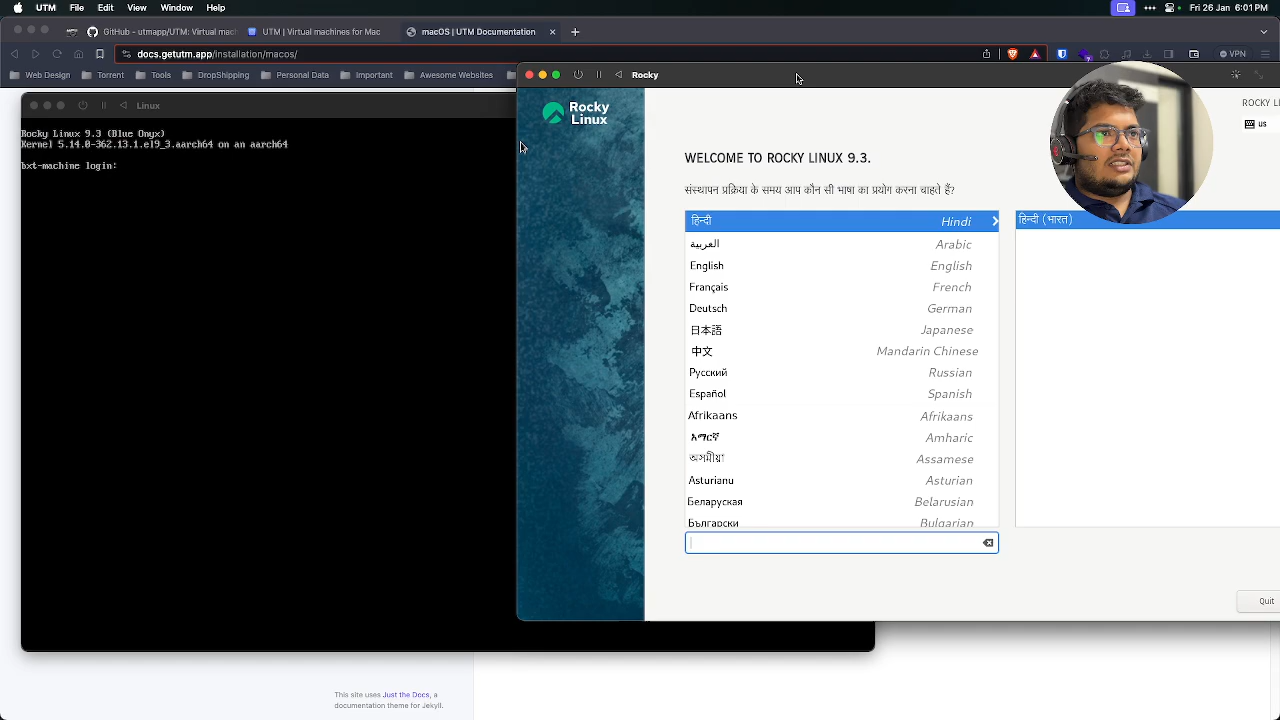 UTM File Edit View Window Help
Fri 26 Jan 6:01 PM
GitHub - utmapp/UTM: Virtual mach
UTM | Virtual machines for Mac
macOS | UTM Documentation
docs.getutm.app/installation/macos/
VPN
Web Design Torrent Tools DropShipping Personal Data Important Awesome Websites
Linux
Rocky Linux 9.3 (Blue Onyx)
Kernel 5.14.0-362.13.1.el9_3.aarch64 on an aarch64
hxt-machine login:
Rocky
Rocky
Linux
ROCKY LI
us
WELCOME TO ROCKY LINUX 9.3.
संस्थापन प्रक्रिया के समय आप कौन सी भाषा का प्रयोग करना चाहते हैं?
हिन्दी Hindi
हिन्दी (भारत)
العربية Arabic
English English
Français French
Deutsch German
日本語 Japanese
中文 Mandarin Chinese
Русский Russian
Español Spanish
Afrikaans Afrikaans
አማርኛ Amharic
অসমীয়া Assamese
Asturianu Asturian
Беларуская Belarusian
Български Bulgarian
Quit
This site uses Just the Docs, a
documentation theme for Jekyll.